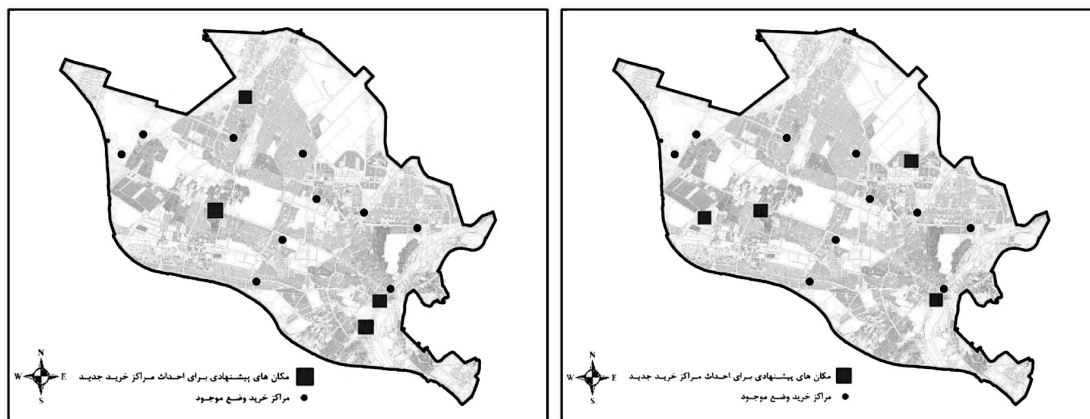 N
W E
S
مکان های پیشنهادی برای احداث مراکز خرید جدید
مراکز خرید وضع موجود
N
W E
S
مکان های پیشنهادی برای احداث مراکز خرید جدید
مراکز خرید وضع موجود